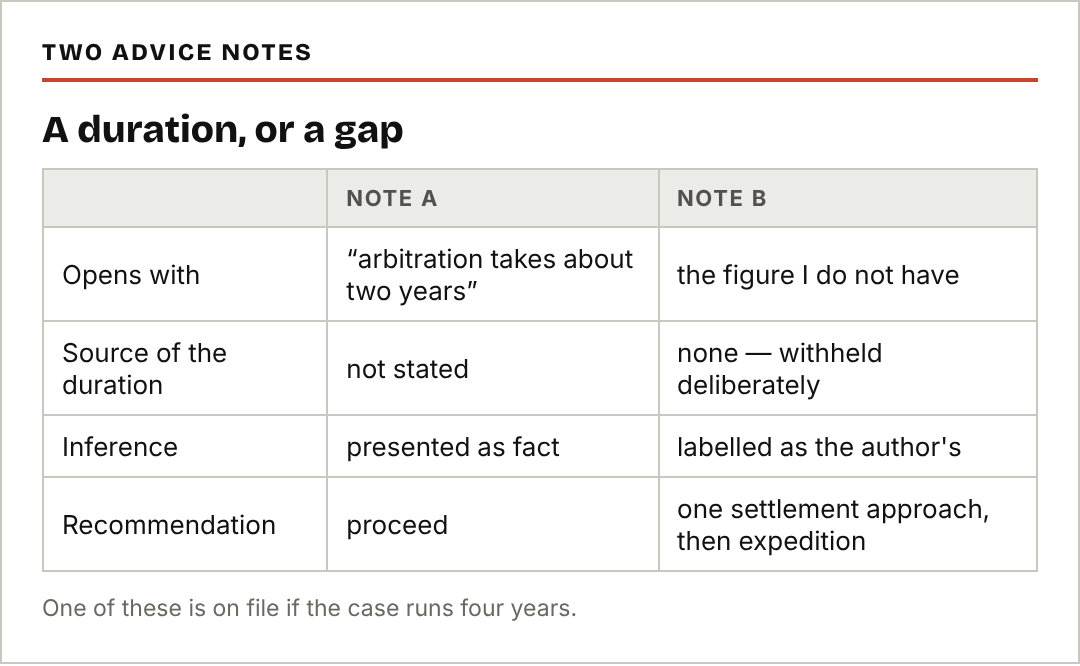 TWO ADVICE NOTES
A duration, or a gap
NOTE A
NOTE B
Opens with
“arbitration takes about
two years”
the figure I do not have
Source of the
duration
not stated
none — withheld
deliberately
Inference
presented as fact
labelled as the author's
Recommendation
proceed
one settlement approach,
then expedition
One of these is on file if the case runs four years.